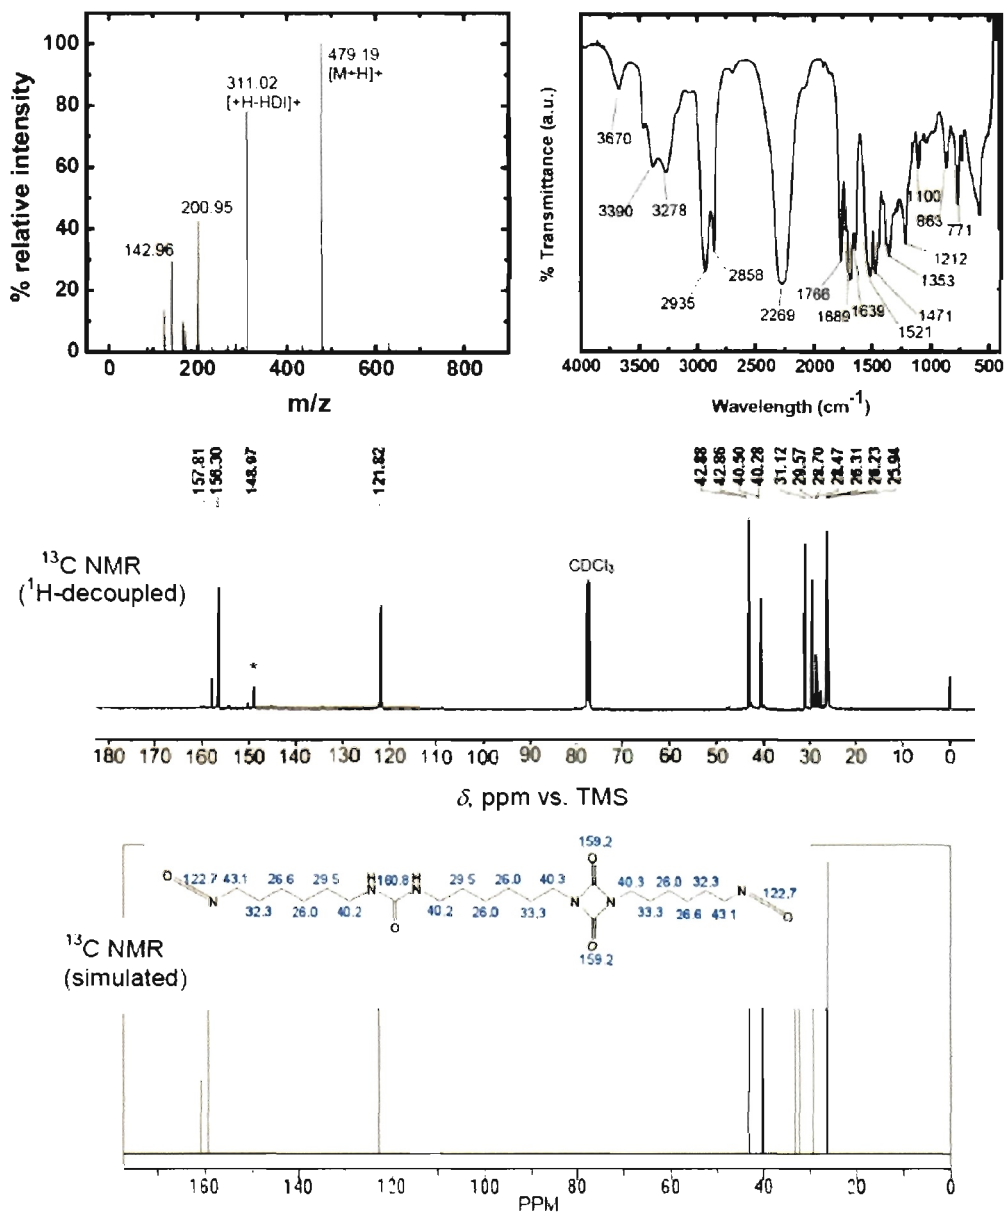 % relative intensity
100
80
60
40
20
0
479 19
[M+H]+
311.02
[+H-HDI]+
200.95
142.96
0 200 400 600 800
m/z
% Transmittance (a.u.)
3670
3390 3278
2935
2858
2269
1766
1689
1639
1521
1471
1353
1212
1100
863
771
4000 3500 3000 2500 2000 1500 1000 500
Wavelength (cm-1)
157.81
156.30
148.97
121.82
42.88
42.86
40.50
40.28
31.12
29.57
28.70
28.47
26.31
26.23
25.94
13C NMR
(1H-decoupled)
*
CDCl3
180 170 160 150 140 130 120 110 100 90 80 70 60 50 40 30 20 10 0
δ, ppm vs. TMS
159.2
O
O 122.7 43.1 26.6 29.5 H 160.8 H 29.5 26.0 40.3 40.3 26.0 32.3 N 122.7
N 32.3 26.0 40.2 N N 40.2 26.0 33.3 N N 33.3 26.6 43.1 O
O
O
159.2
13C NMR
(simulated)
160 140 120 100 80 60 40 20 0
PPM